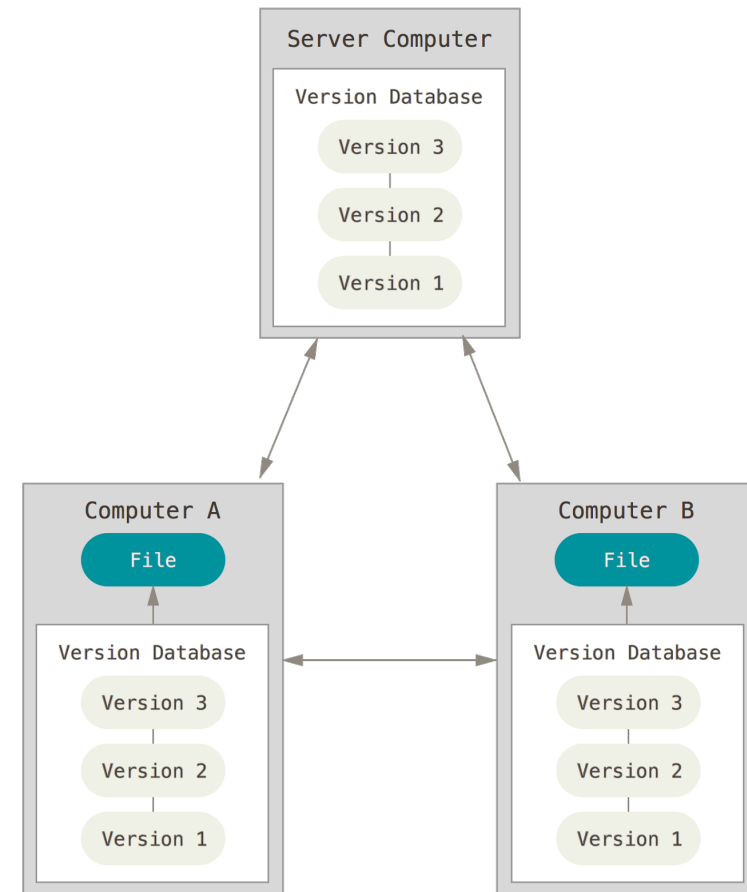 Server Computer
Version Database
Version 3
Version 2
Version 1
Computer A
File
Version Database
Version 3
Version 2
Version 1
Computer B
File
Version Database
Version 3
Version 2
Version 1